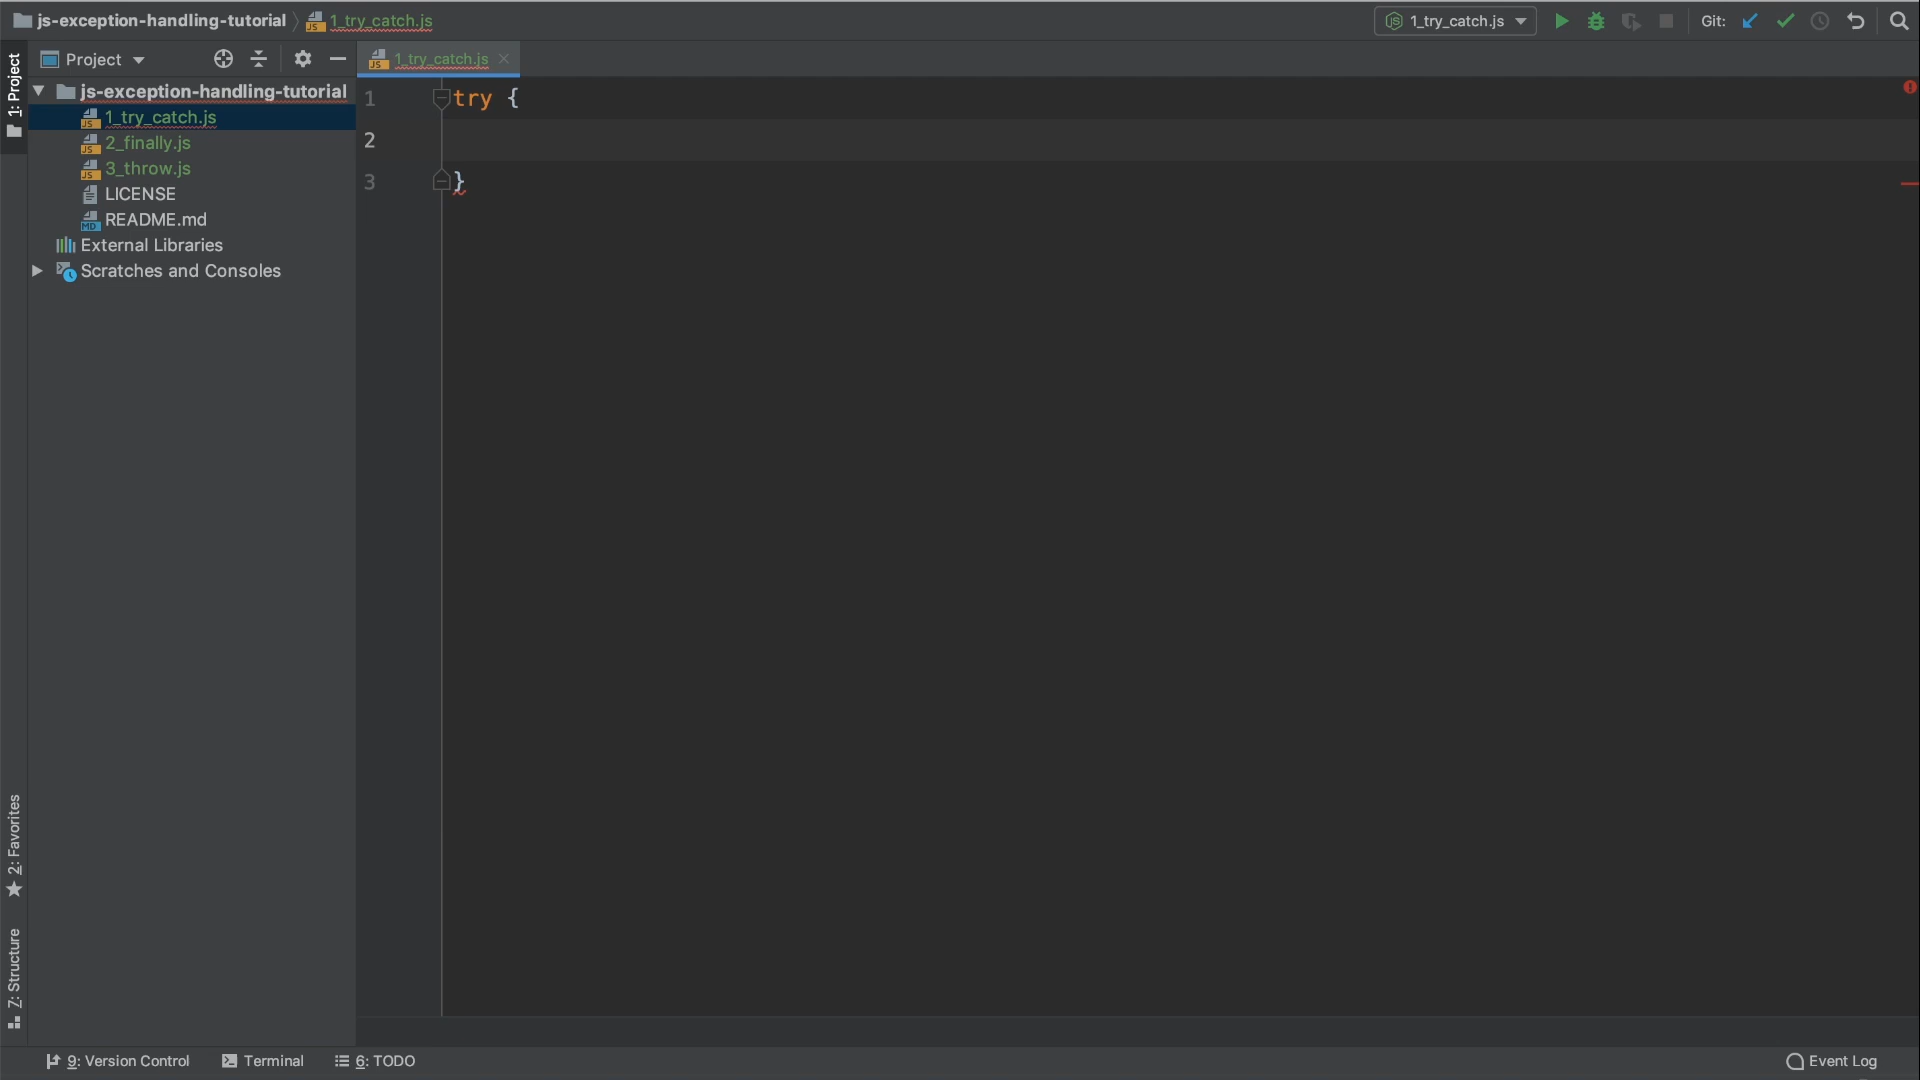 js-exception-handling-tutorial 1_try_catch.js 1_try_catch.js Git:
1: Project
Project
1_try_catch.js
js-exception-handling-tutorial
1_try_catch.js
2_finally.js
3_throw.js
LICENSE
README.md
External Libraries
Scratches and Consoles
1 try {
2
3 }
2: Favorites
Z: Structure
9: Version Control Terminal 6: TODO Event Log